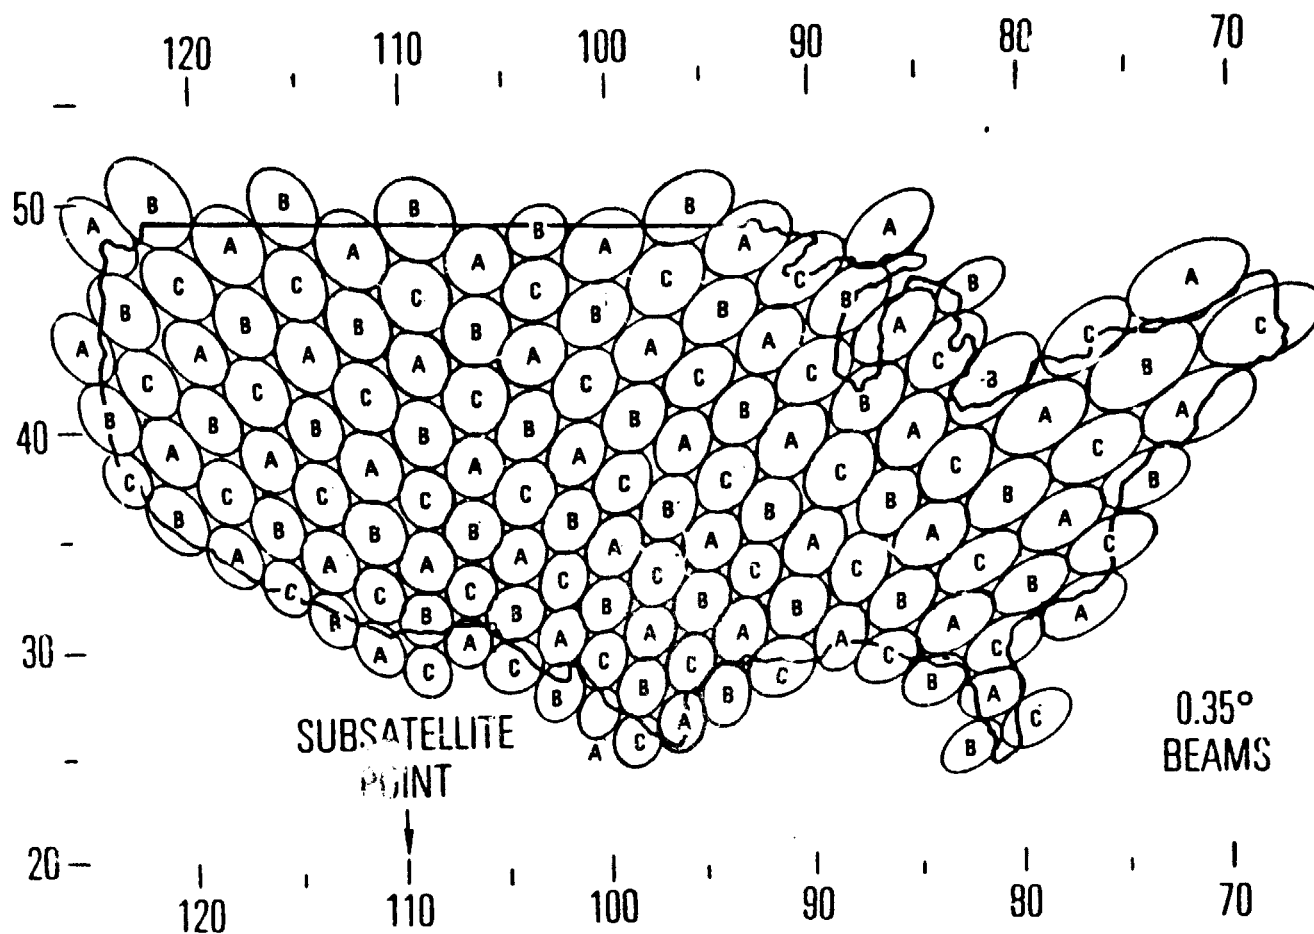 120 110 100 90 80 70
50 B B B B
A B A
A A A A A
C C C C C C B B A
B B B B B B A C C
A A A A A A A C B
C C C C C C C B B
B B B B B B B A A A
40
A A A A A A A C C
C C C C C C C C B B B
B B B B B B B A A
A A A A A A A C C C
C C C C C C B B
B B B B B A A
A A A A A A C C
30
C C C C C B
B B B A
A C
SUBSATELLITE
POINT
A C B
0.35°
BEAMS
20
120 110 100 90 80 70